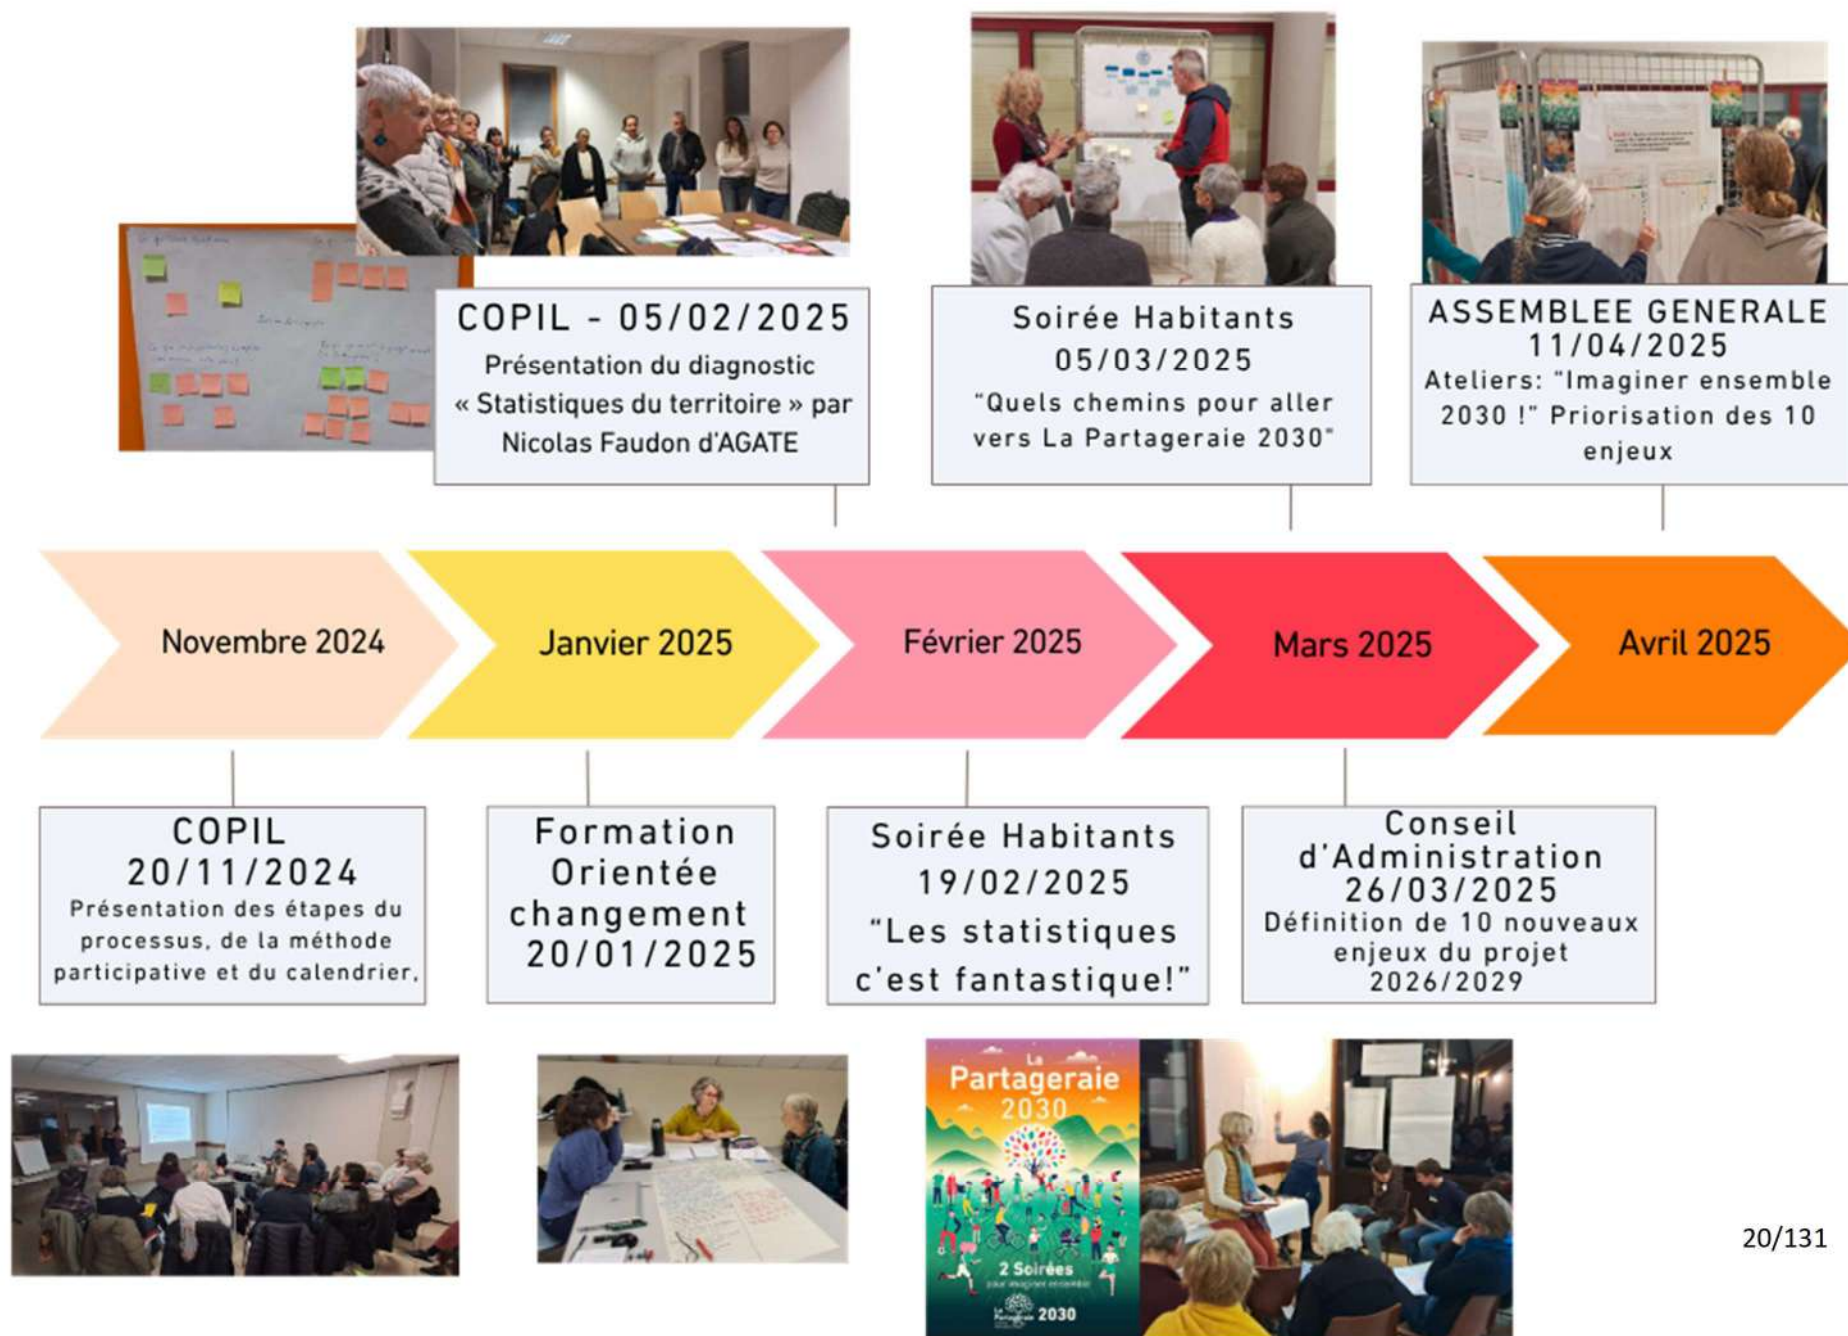 COPIL - 05/02/2025
Présentation du diagnostic
« Statistiques du territoire » par
Nicolas Faudon d'AGATE
Soirée Habitants
05/03/2025
"Quels chemins pour aller
vers La Partageraie 2030"
ASSEMBLEE GENERALE
11/04/2025
Ateliers: "Imaginer ensemble
2030 !" Priorisation des 10
enjeux
Novembre 2024
Janvier 2025
Février 2025
Mars 2025
Avril 2025
COPIL
20/11/2024
Présentation des étapes du
processus, de la méthode
participative et du calendrier,
Formation
Orientée
changement
20/01/2025
Soirée Habitants
19/02/2025
“Les statistiques
c'est fantastique!”
Conseil
d'Administration
26/03/2025
Définition de 10 nouveaux
enjeux du projet
2026/2029
La
Partageraie
2030
2 Soirées
pour imaginer ensemble
La
Partageraie
2030
20/131